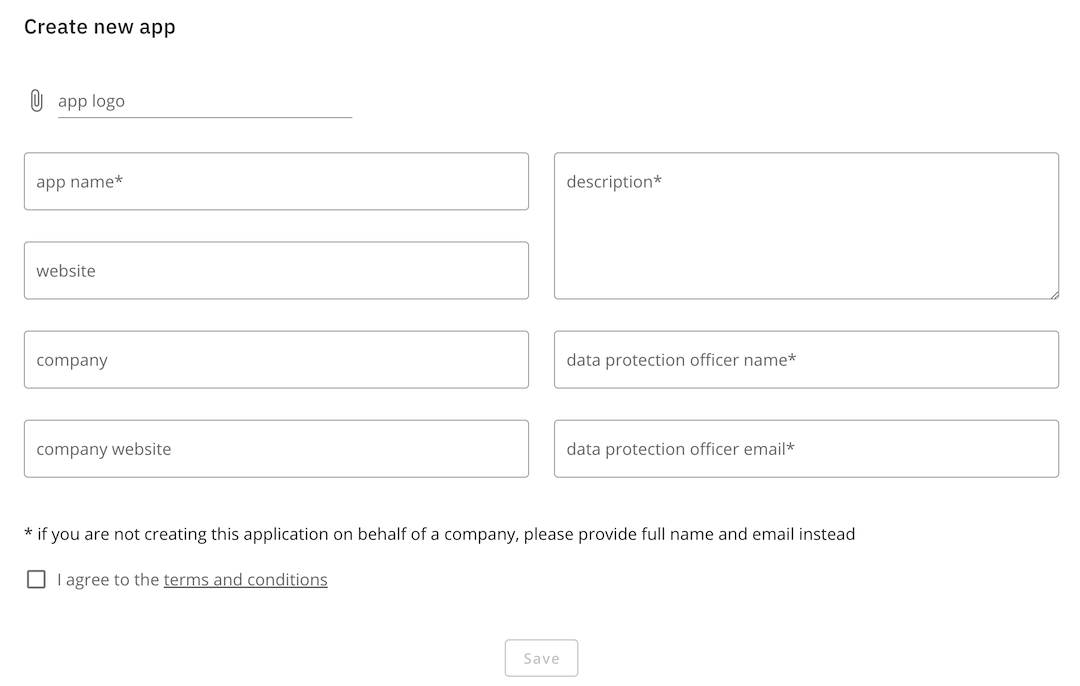 Create new app
app logo
app name*
description*
website
company
data protection officer name*
company website
data protection officer email*
* if you are not creating this application on behalf of a company, please provide full name and email instead
I agree to the terms and conditions
Save